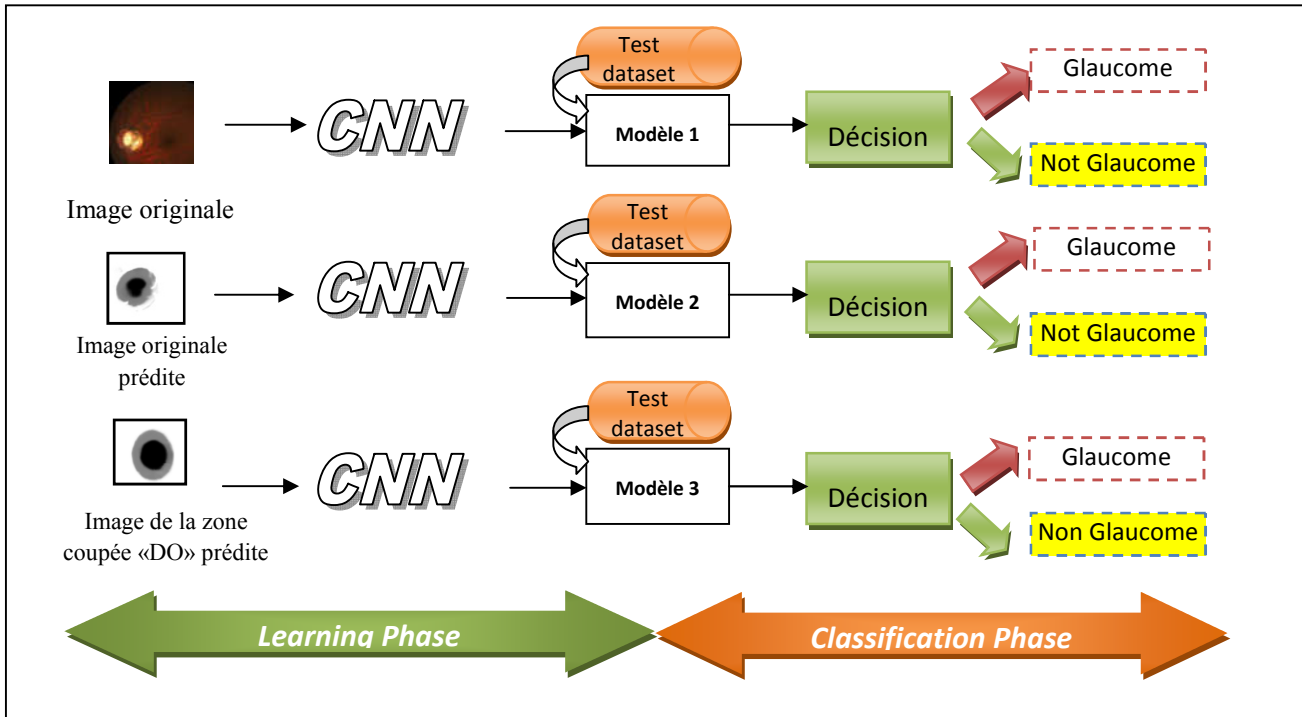 Test
dataset
Glaucome
CNN
Modèle 1
Décision
Not Glaucome
Image originale
Test
dataset
Glaucome
CNN
Modèle 2
Décision
Not Glaucome
Image originale
prédite
Test
dataset
Glaucome
CNN
Modèle 3
Décision
Non Glaucome
Image de la zone
coupée «DO» prédite
Learning Phase
Classification Phase